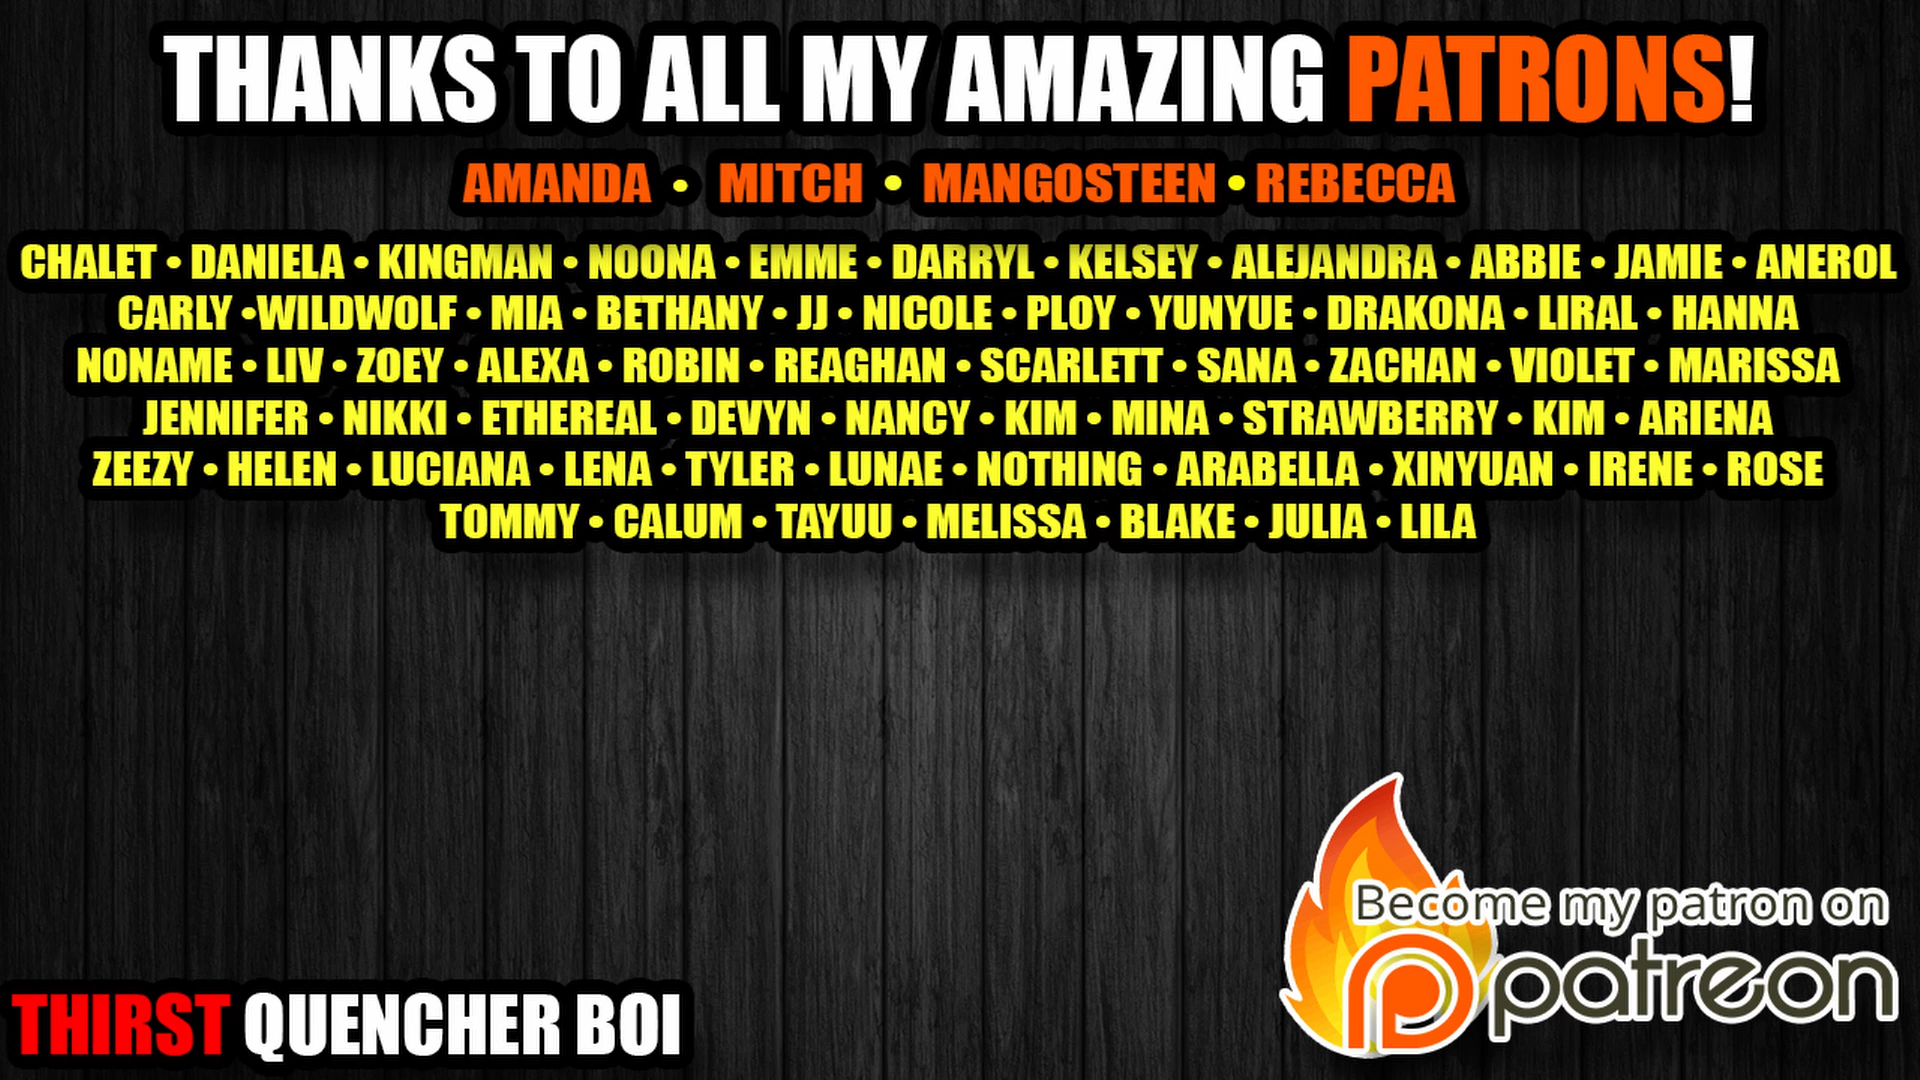 THANKS TO ALL MY AMAZING PATRONS!
AMANDA • MITCH • MANGOSTEEN • REBECCA
CHALET • DANIELA • KINGMAN • NOONA • EMME • DARRYL • KELSEY • ALEJANDRA • ABBIE • JAMIE • ANEROL
CARLY •WILDWOLF • MIA • BETHANY • JJ • NICOLE • PLOY • YUNYUE • DRAKONA • LIRAL • HANNA
NONAME • LIV • ZOEY • ALEXA • ROBIN • REAGHAN • SCARLETT • SANA • ZACHAN • VIOLET • MARISSA
JENNIFER • NIKKI • ETHEREAL • DEVYN • NANCY • KIM • MINA • STRAWBERRY • KIM • ARIENA
ZEEZY • HELEN • LUCIANA • LENA • TYLER • LUNAE • NOTHING • ARABELLA • XINYUAN • IRENE • ROSE
TOMMY • CALUM • TAYUU • MELISSA • BLAKE • JULIA • LILA
Become my patron on
patreon
THIRST QUENCHER BOI